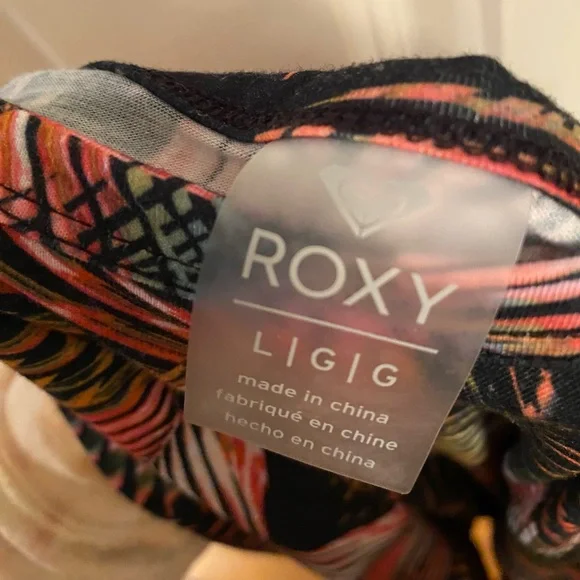 ROXY
L|G|G
made in china
fabriqué en chine
hecho en china